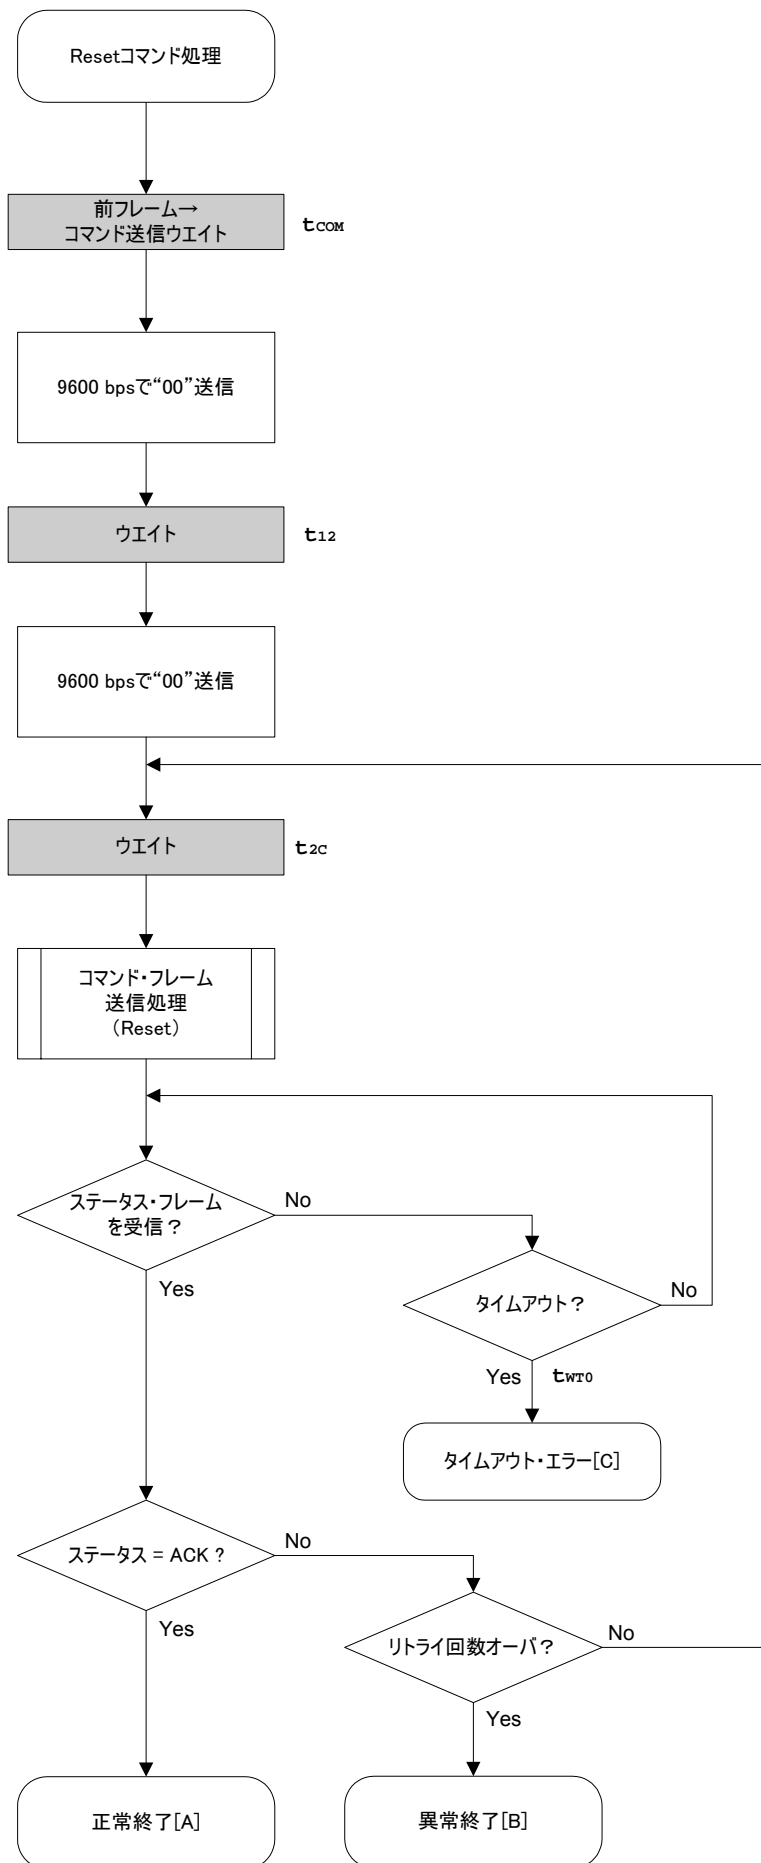 Resetコマンド処理
前フレーム→
コマンド送信ウエイト
tCOM
9600 bpsで“00”送信
ウエイト
t12
9600 bpsで“00”送信
ウエイト
t2C
コマンド・フレーム
送信処理
（Reset）
ステータス・フレーム
を受信？
No
Yes
タイムアウト？
No
Yes
tWT0
タイムアウト・エラー[C]
ステータス = ACK ?
No
Yes
リトライ回数オーバ？
No
Yes
正常終了[A]
異常終了[B]